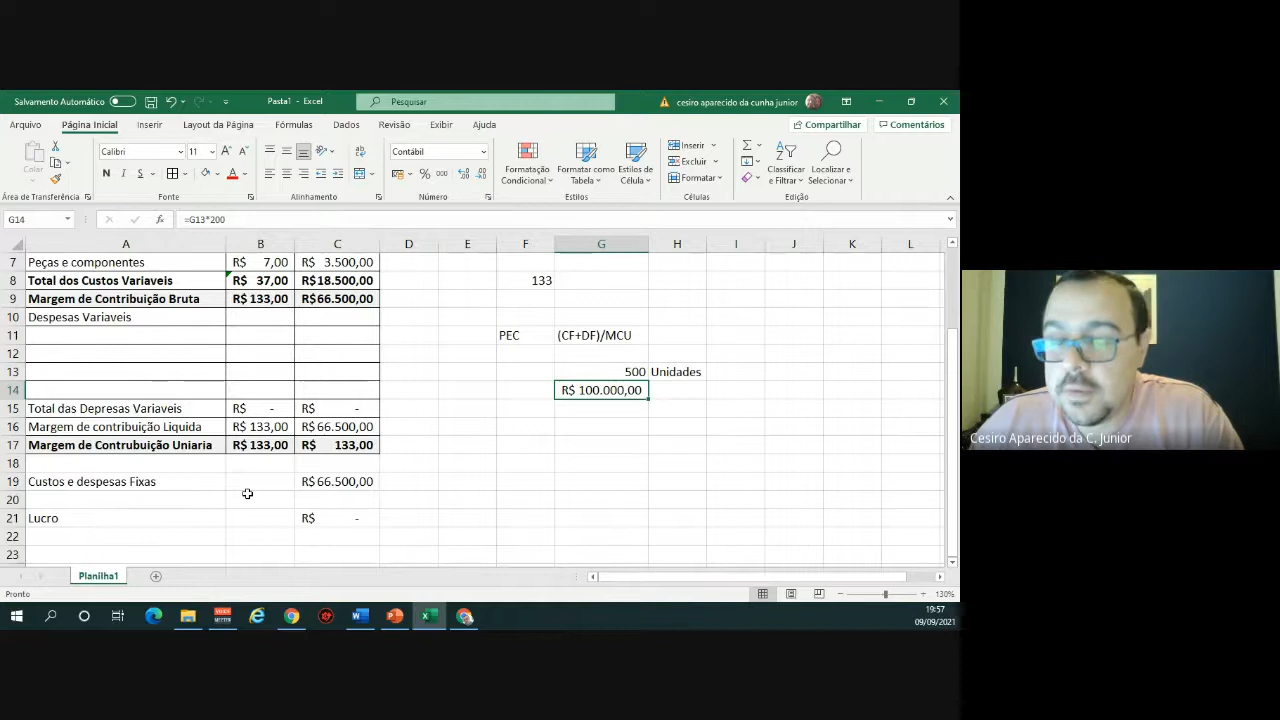 Salvamento Automático
Pasta1 - Excel
Pesquisar
cesiro aparecido da cunha junior
Arquivo Página Inicial Inserir Layout da Página Fórmulas Dados Revisão Exibir Ajuda
Compartilhar Comentários
Colar
Calibri 11
N I S
ab
Contábil
% 000
Formatação Condicional
Formatar como Tabela
Estilos de Célula
Inserir
Excluir
Formatar
Classificar e Filtrar
Localizar e Selecionar
Área de Transferência Fonte Alinhamento Número Estilos Células Edição
G14 fx =G13*200
A B C D E F G H I J K L
7 Peças e componentes R$ 7,00 R$ 3.500,00
8 Total dos Custos Variaveis R$ 37,00 R$18.500,00 133
9 Margem de Contribuição Bruta R$133,00 R$66.500,00
10 Despesas Variaveis
11 PEC (CF+DF)/MCU
12
13 500 Unidades
14 R$ 100.000,00
15 Total das Depresas Variaveis R$ - R$ -
16 Margem de contribuição Liquida R$133,00 R$66.500,00
17 Margem de Contrubuição Uniaria R$133,00 R$ 133,00
18
19 Custos e despesas Fixas R$66.500,00
20
21 Lucro R$ -
22
23
Planilha1
Pronto
130%
19:57
09/09/2021
Cesiro Aparecido da C. Junior